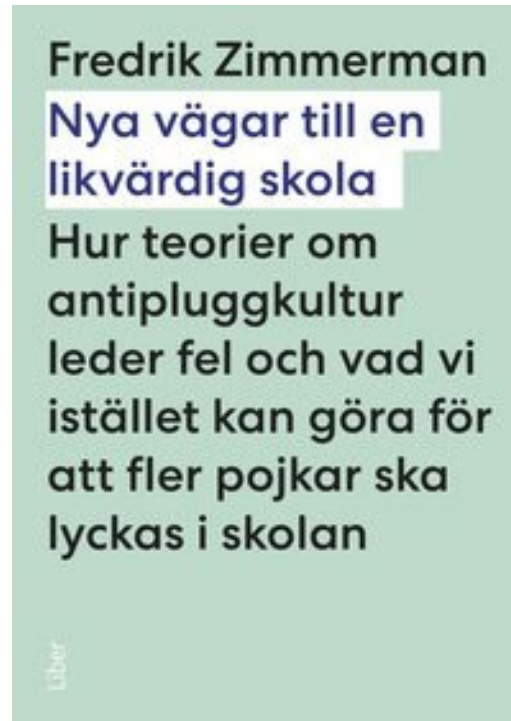 Fredrik Zimmerman
Nya vägar till en
likvärdig skola
Hur teorier om
antipluggkultur
leder fel och vad vi
istället kan göra för
att fler pojkar ska
lyckas i skolan
Liber